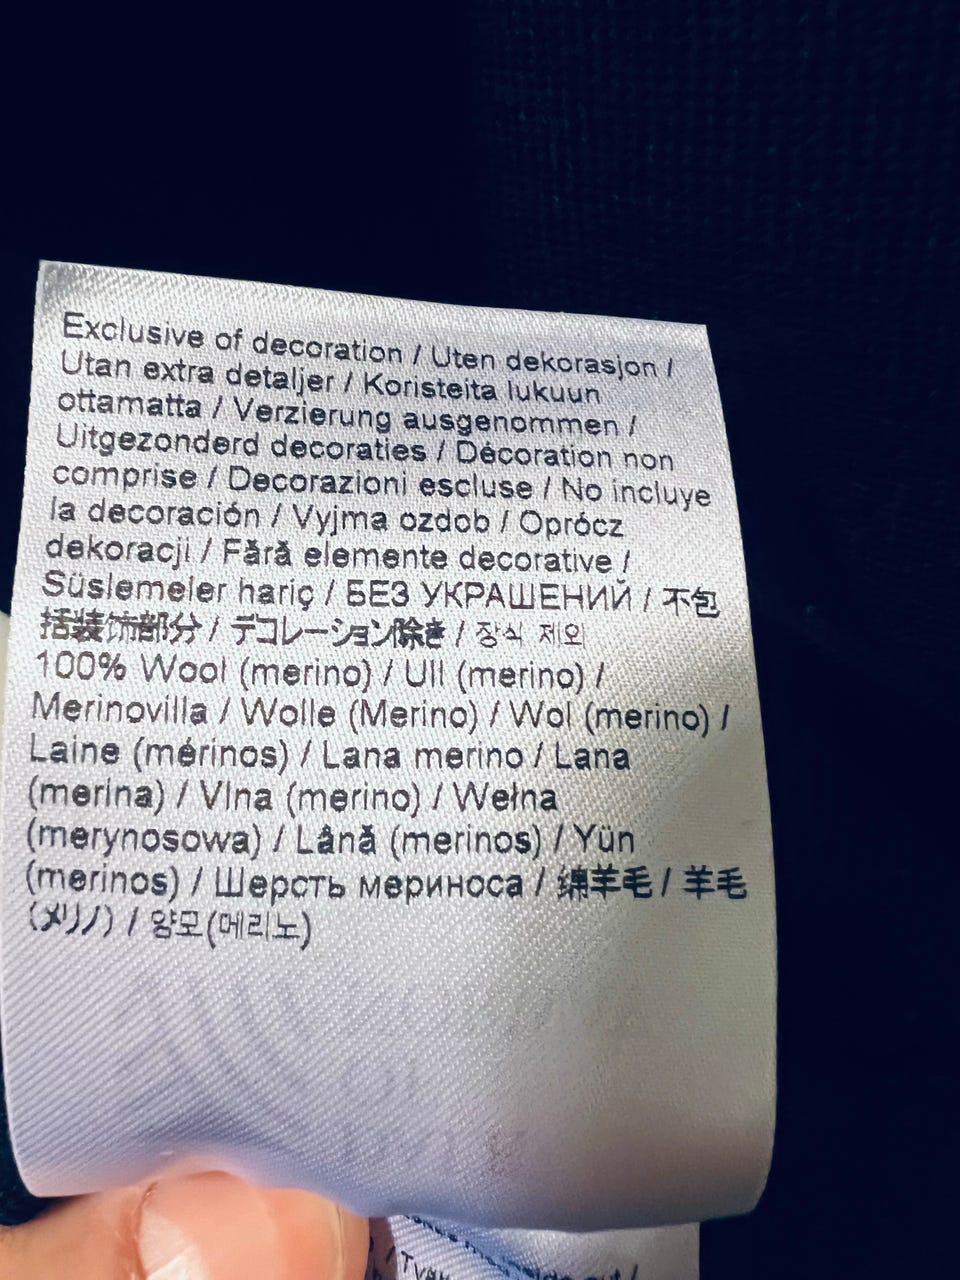 Exclusive of decoration / Uten dekorasjon /
Utan extra detaljer / Koristeita lukuun
ottamatta / Verzierung ausgenommen /
Uitgezonderd decoraties / Décoration non
comprise / Decorazioni escluse / No incluye
la decoración / Vyjma ozdob / Oprócz
dekoracji / Fără elemente decorative /
Süslemeler hariç / БЕЗ УКРАШЕНИЙ / 不包
括装饰部分 / デコレーション除き / 장식 제외
100% Wool (merino) / Ull (merino) /
Merinovilla / Wolle (Merino) / Wol (merino) /
Laine (mérinos) / Lana merino / Lana
(merina) / Vlna (merino) / Wełna
(merynosowa) / Lână (merinos) / Yün
(merinos) / Шерсть мериноса / 绵羊毛 / 羊毛
(メリノ) / 양모(메리노)